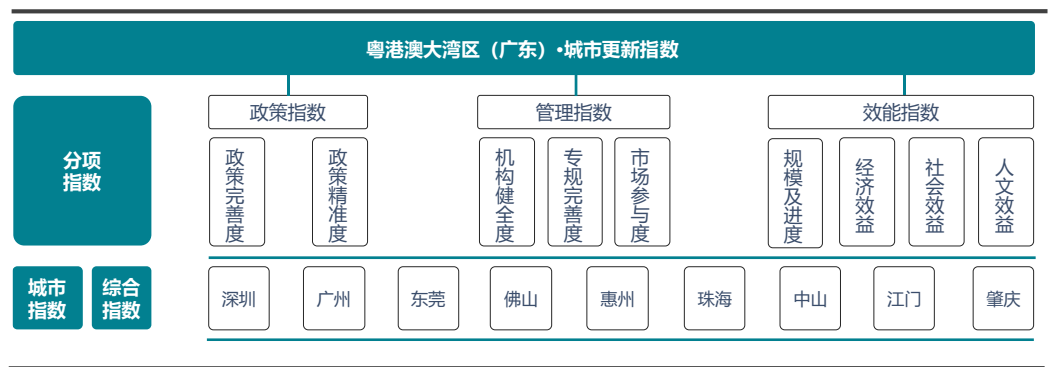 粤港澳大湾区（广东）·城市更新指数
分项
指数
政策指数
管理指数
效能指数
政策完善度
政策精准度
机构健全度
专规完善度
市场参与度
规模及进度
经济效益
社会效益
人文效益
城市
指数
综合
指数
深圳
广州
东莞
佛山
惠州
珠海
中山
江门
肇庆